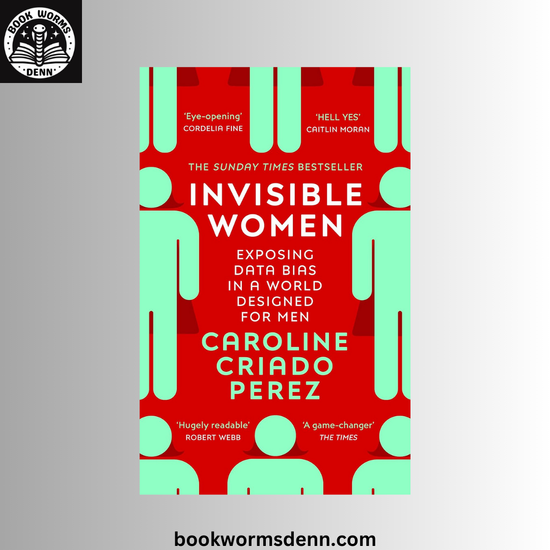 BOOK WORMS
DENN
'Eye-opening'
CORDELIA FINE
'HELL YES'
CAITLIN MORAN
THE SUNDAY TIMES BESTSELLER
INVISIBLE
WOMEN
EXPOSING
DATA BIAS
IN A WORLD
DESIGNED
FOR MEN
CAROLINE
CRIADO
PEREZ
'Hugely readable'
ROBERT WEBB
'A game-changer'
THE TIMES
bookwormsdenn.com